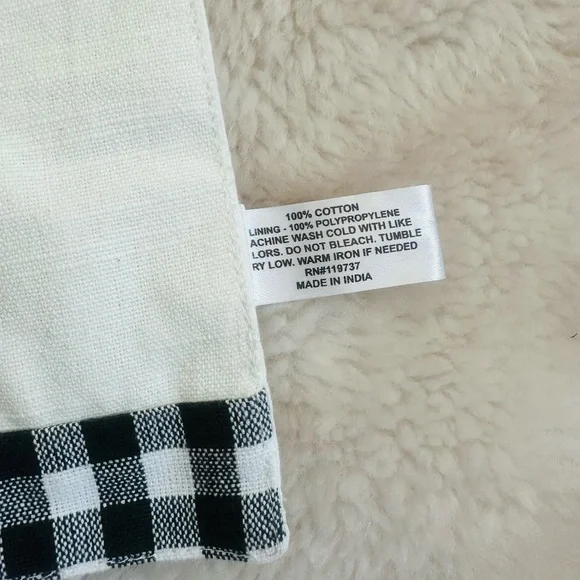 100% COTTON
LINING - 100% POLYPROPYLENE
ACHINE WASH COLD WITH LIKE
LORS. DO NOT BLEACH. TUMBLE
RY LOW. WARM IRON IF NEEDED
RN#119737
MADE IN INDIA